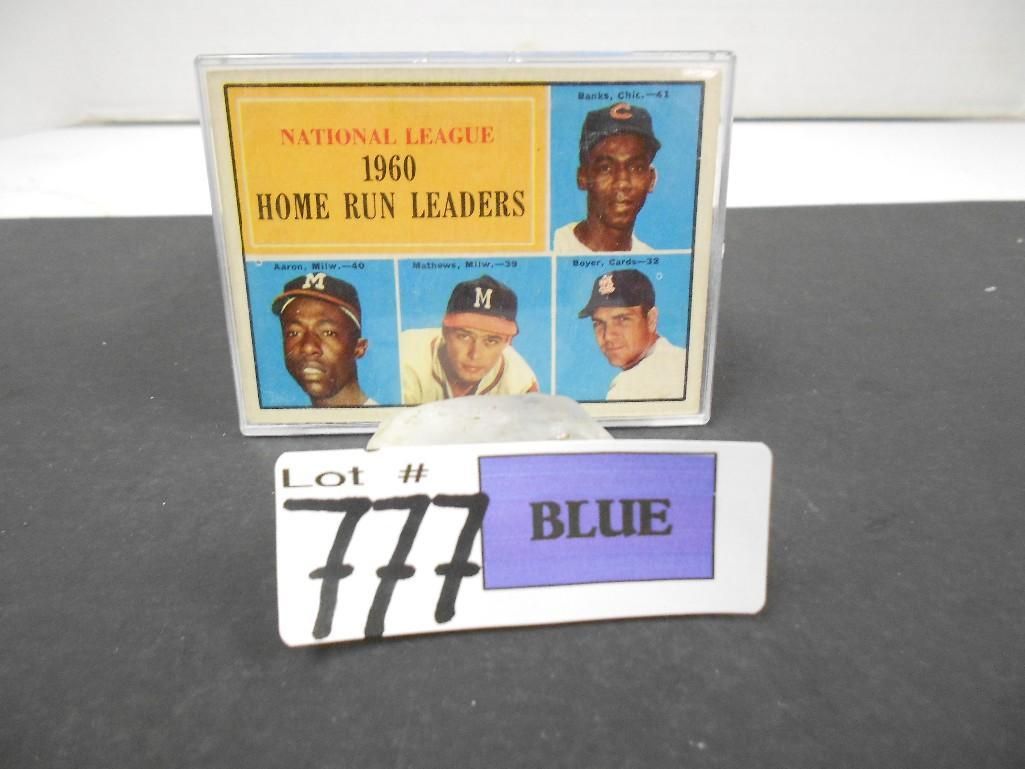 NATIONAL LEAGUE
1960
HOME RUN LEADERS
Banks, Chic.—41
C
Aaron, Milw.—40
M
Mathews, Milw.—39
M
Boyer, Cards—32
Lot #
777
BLUE